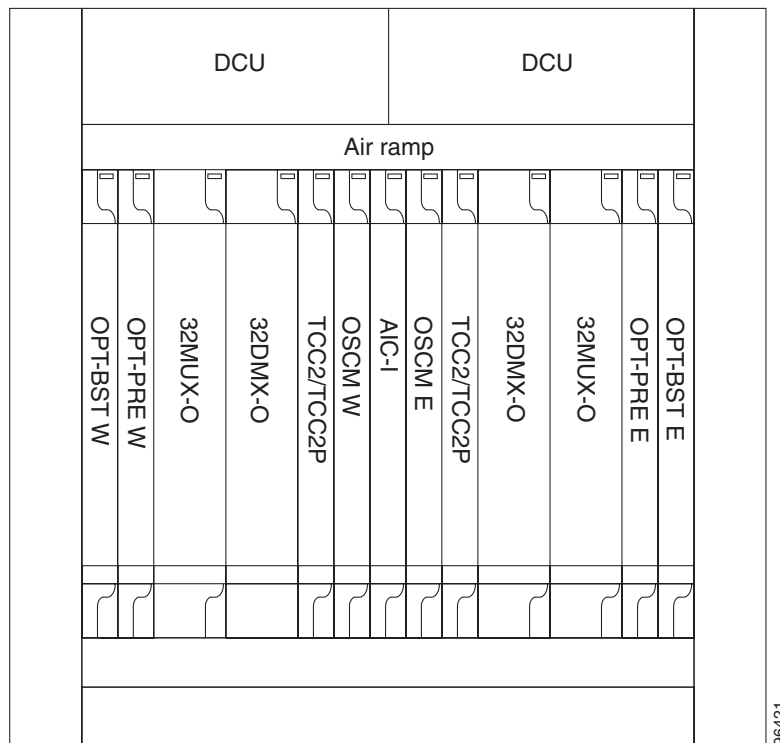 DCU
DCU
Air ramp
OPT-BST W
OPT-PRE W
32MUX-O
32DMX-O
TCC2/TCC2P
OSCM W
AIC-I
OSCM E
TCC2/TCC2P
32DMX-O
32MUX-O
OPT-PRE E
OPT-BST E